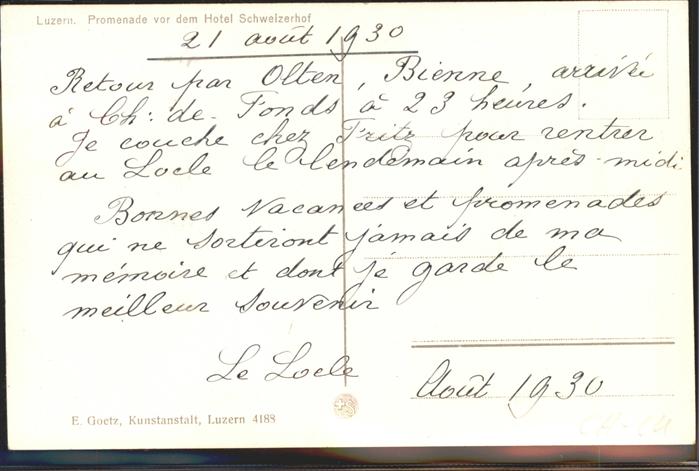 Luzern. Promenade vor dem Hotel Schweizerhof
21 août 1930
Retour par Olten, Bienne, arrivée
à Ch: de-Fonds à 23 heures.
Je couche chez Fritz pour rentrer
au Locle le lendemain après-midi
Bonnes Vacances et promenades
qui ne sortiront jamais de ma
mémoire et dont je garde le
meilleur souvenir
Le Locle
Août 1930
E. Goetz, Kunstanstalt, Luzern 4188